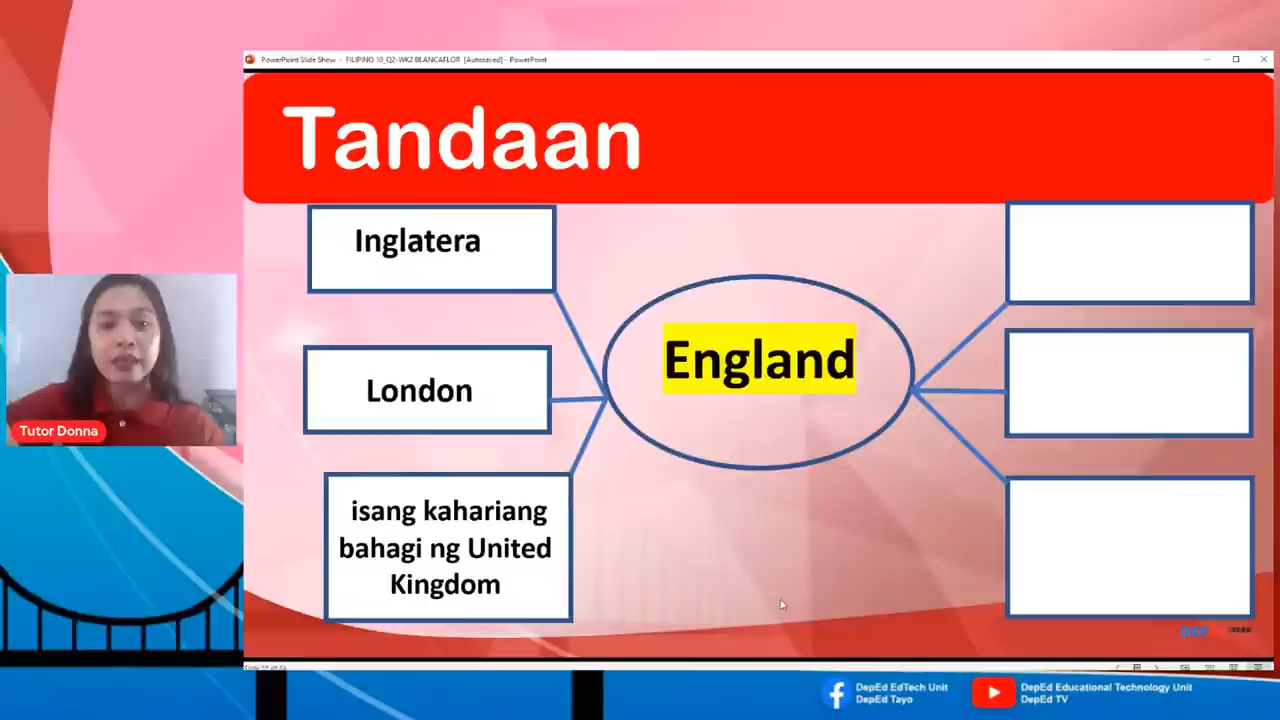 PowerPoint Slide Show - FILIPINO 10_Q2-WK2 BLANCAFLOR [Autosaved] - PowerPoint
Tandaan
Inglatera
London
isang kahariang
bahagi ng United
Kingdom
England
Tutor Donna
DepEd EdTech Unit
DepEd Tayo
DepEd Educational Technology Unit
DepEd TV